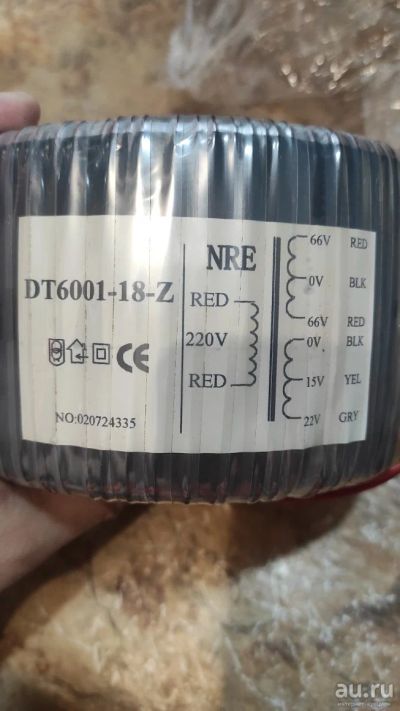 DT6001-18-Z
CE
NO:020724335
NRE
RED
220V
RED
66V RED
0V BLK
66V RED
0V BLK
15V YEL
22V GRY
au.ru